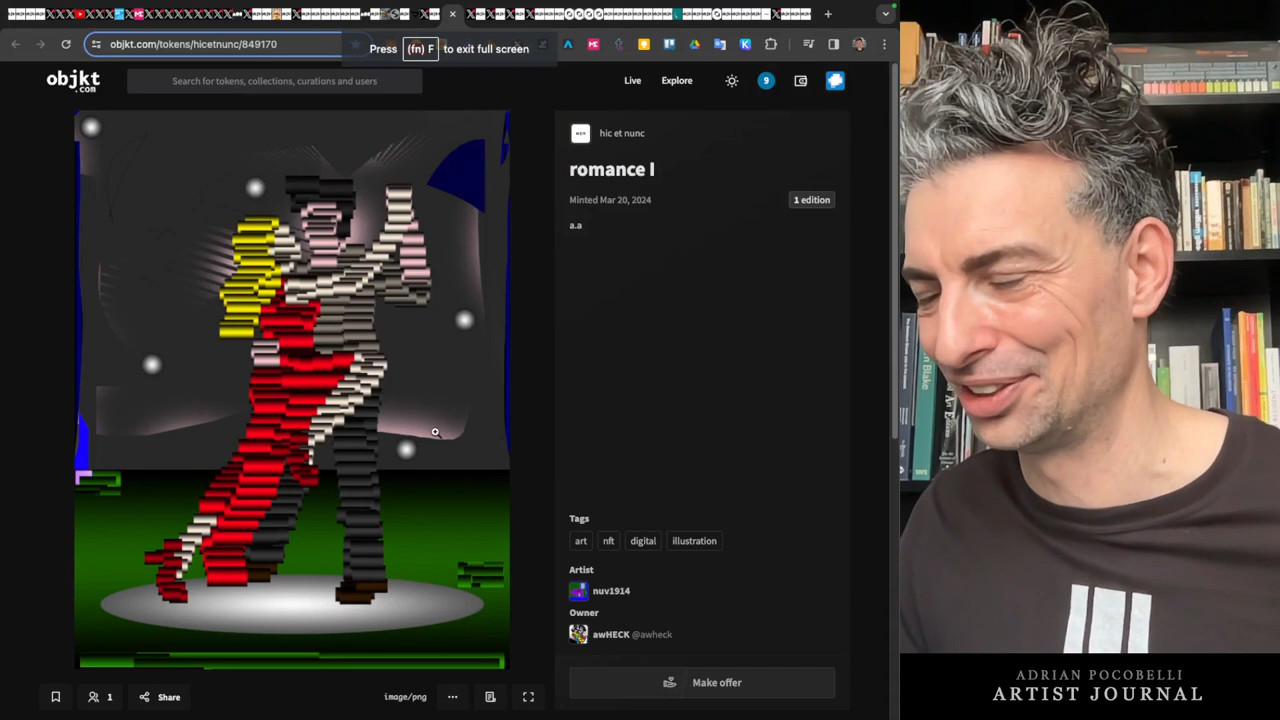 objkt.com/tokens/hicetnunc/849170
Press (fn) F to exit full screen
objkt
.com
Search for tokens, collections, curations and users
Live
Explore
9
hic et nunc
romance I
Minted Mar 20, 2024
1 edition
a.a
Tags
art
nft
digital
illustration
Artist
nuv1914
Owner
awHECK @awheck
1
Share
image/png
Make offer
ADRIAN POCOBELLI
ARTIST JOURNAL